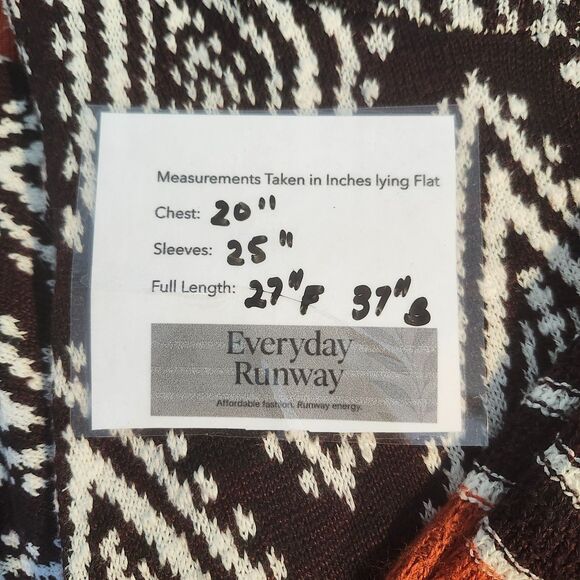 Measurements Taken in Inches lying Flat
Chest: 20"
Sleeves: 25"
Full Length: 27"F 37"B
Everyday
Runway
Affordable fashion. Runway energy.